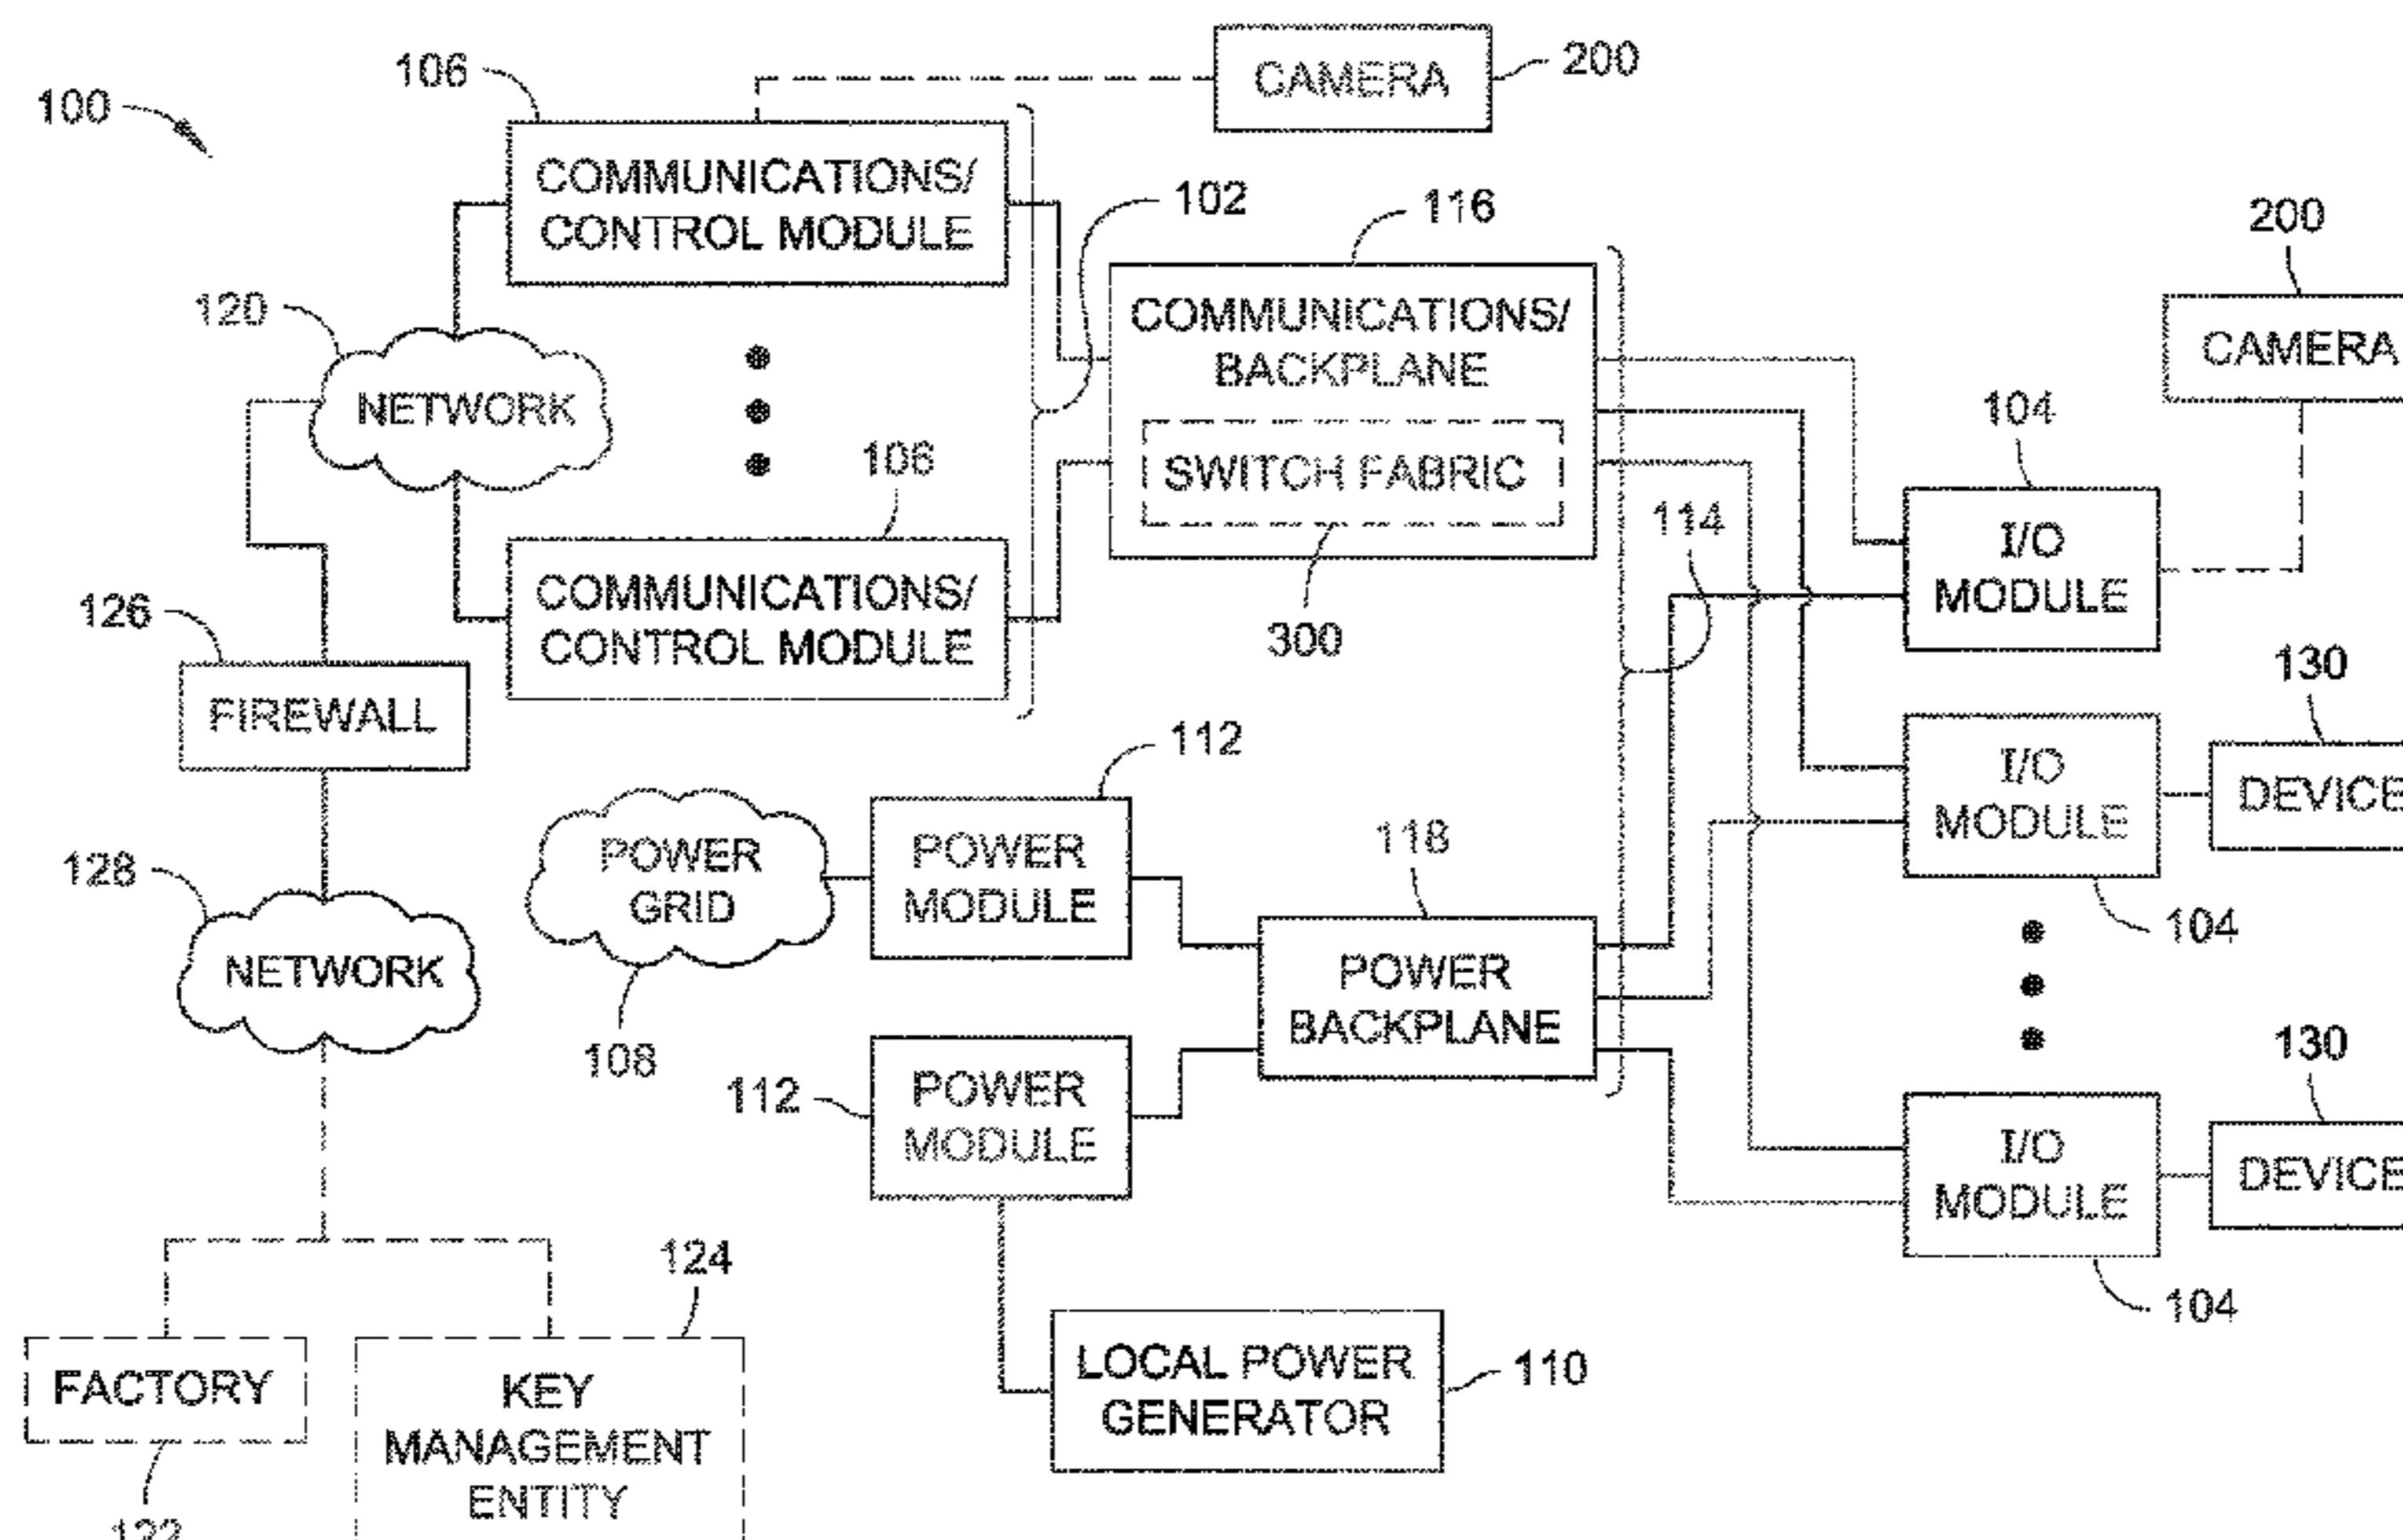 100
106
CAMERA
200
COMMUNICATIONS/
CONTROL MODULE
102
116
200
120
COMMUNICATIONS/
BACKPLANE
CAMERA
NETWORK
104
106
SWITCH FABRIC
114
I/O
MODULE
COMMUNICATIONS/
CONTROL MODULE
126
300
130
FIREWALL
112
I/O
MODULE
DEVICE
POWER
GRID
POWER
MODULE
118
128
104
NETWORK
POWER
BACKPLANE
108
112
POWER
MODULE
130
I/O
MODULE
DEVICE
124
104
FACTORY
KEY
MANAGEMENT
ENTITY
LOCAL POWER
GENERATOR
110
122